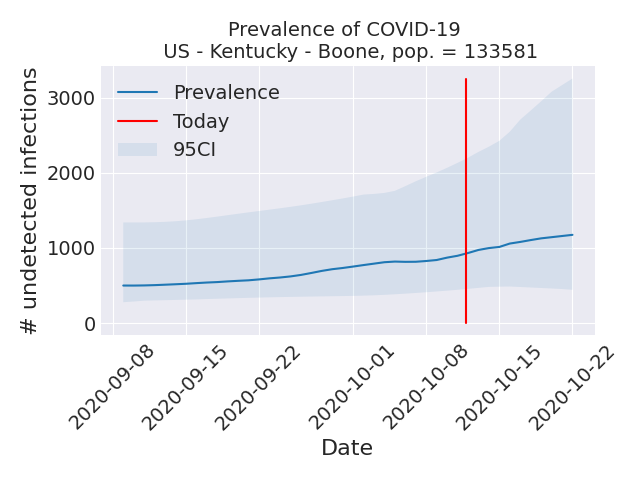 Prevalence of COVID-19
US - Kentucky - Boone, pop. = 133581
# undetected infections
3000
2000
1000
0
Prevalence
Today
95CI
2020-09-08
2020-09-15
2020-09-22
2020-10-01
2020-10-08
2020-10-15
2020-10-22
Date